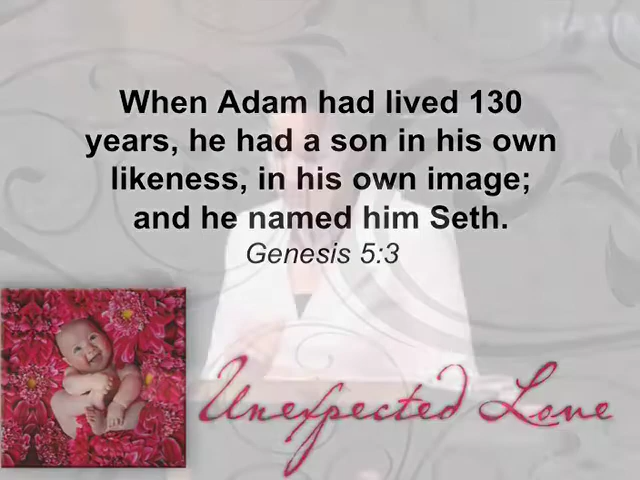 When Adam had lived 130
years, he had a son in his own
likeness, in his own image;
and he named him Seth.
Genesis 5:3
Unexpected Love